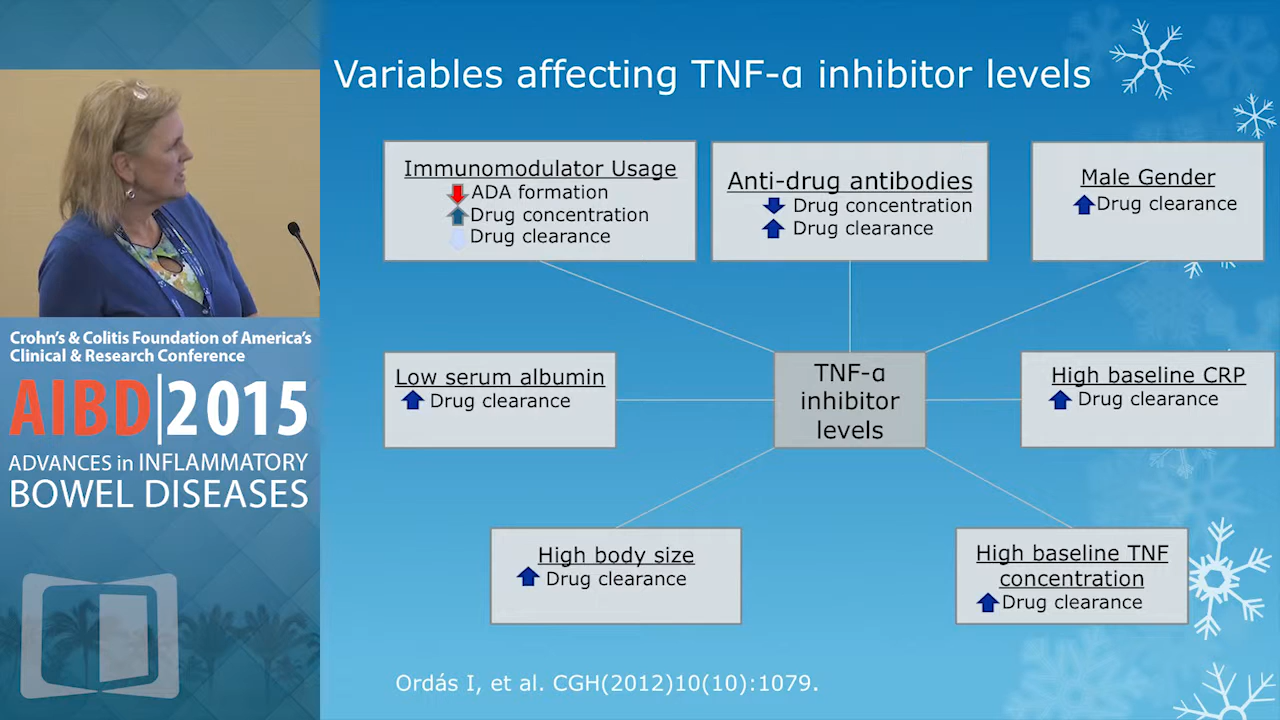 Variables affecting TNF-α inhibitor levels
Immunomodulator Usage
ADA formation
Drug concentration
Drug clearance
Anti-drug antibodies
Drug concentration
Drug clearance
Male Gender
Drug clearance
Low serum albumin
Drug clearance
TNF-α
inhibitor
levels
High baseline CRP
Drug clearance
High body size
Drug clearance
High baseline TNF
concentration
Drug clearance
Ordás I, et al. CGH(2012)10(10):1079.
Crohn's & Colitis Foundation of America's
Clinical & Research Conference
AIBD|2015
ADVANCES in INFLAMMATORY
BOWEL DISEASES